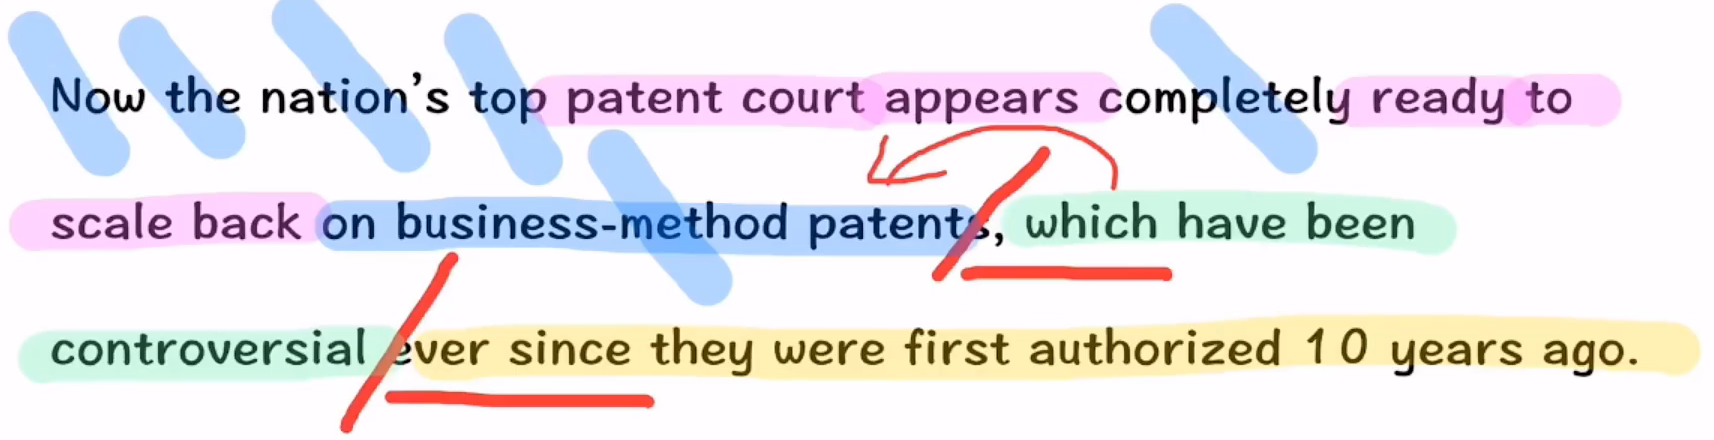 Now the nation's top patent court appears completely ready to
scale back on business-method patents, which have been
controversial ever since they were first authorized 10 years ago.